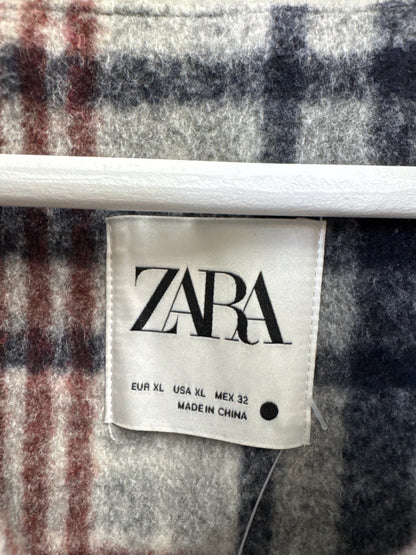 ZARA
EUR XL USA XL MEX 32
MADE IN CHINA